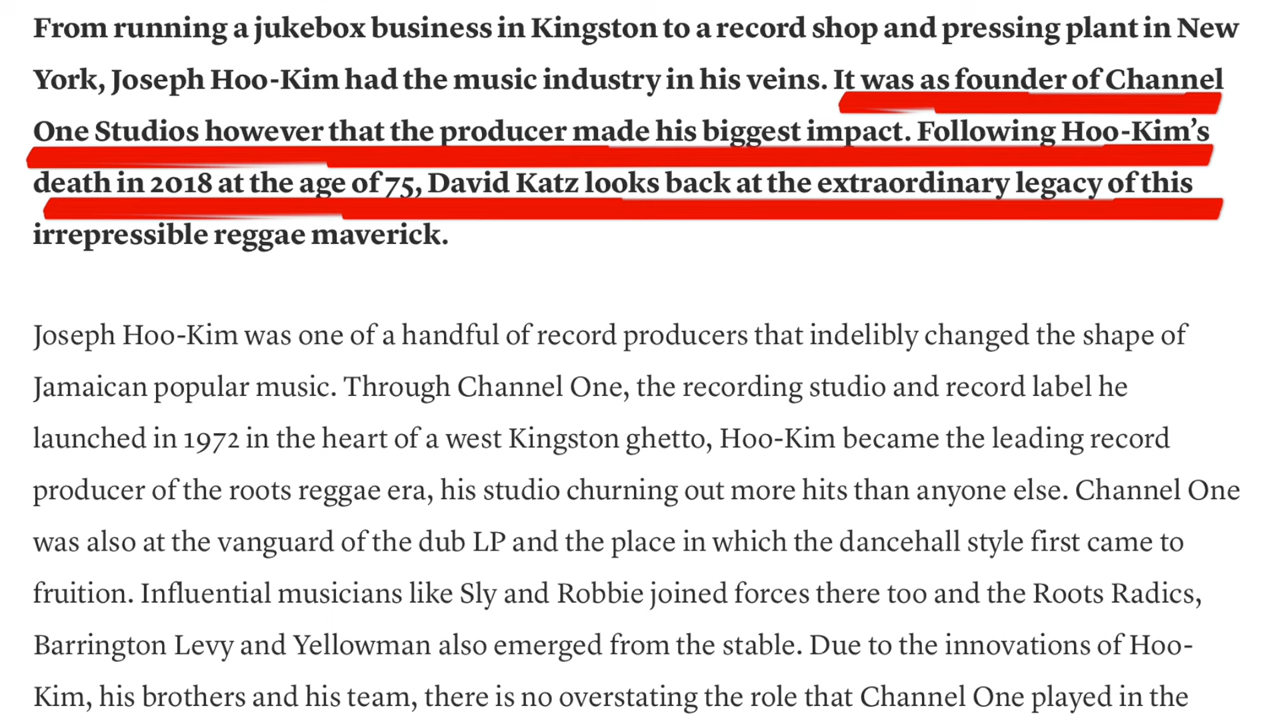 From running a jukebox business in Kingston to a record shop and pressing plant in New
York, Joseph Hoo-Kim had the music industry in his veins. It was as founder of Channel
One Studios however that the producer made his biggest impact. Following Hoo-Kim’s
death in 2018 at the age of 75, David Katz looks back at the extraordinary legacy of this
irrepressible reggae maverick.
Joseph Hoo-Kim was one of a handful of record producers that indelibly changed the shape of
Jamaican popular music. Through Channel One, the recording studio and record label he
launched in 1972 in the heart of a west Kingston ghetto, Hoo-Kim became the leading record
producer of the roots reggae era, his studio churning out more hits than anyone else. Channel One
was also at the vanguard of the dub LP and the place in which the dancehall style first came to
fruition. Influential musicians like Sly and Robbie joined forces there too and the Roots Radics,
Barrington Levy and Yellowman also emerged from the stable. Due to the innovations of Hoo-
Kim, his brothers and his team, there is no overstating the role that Channel One played in the